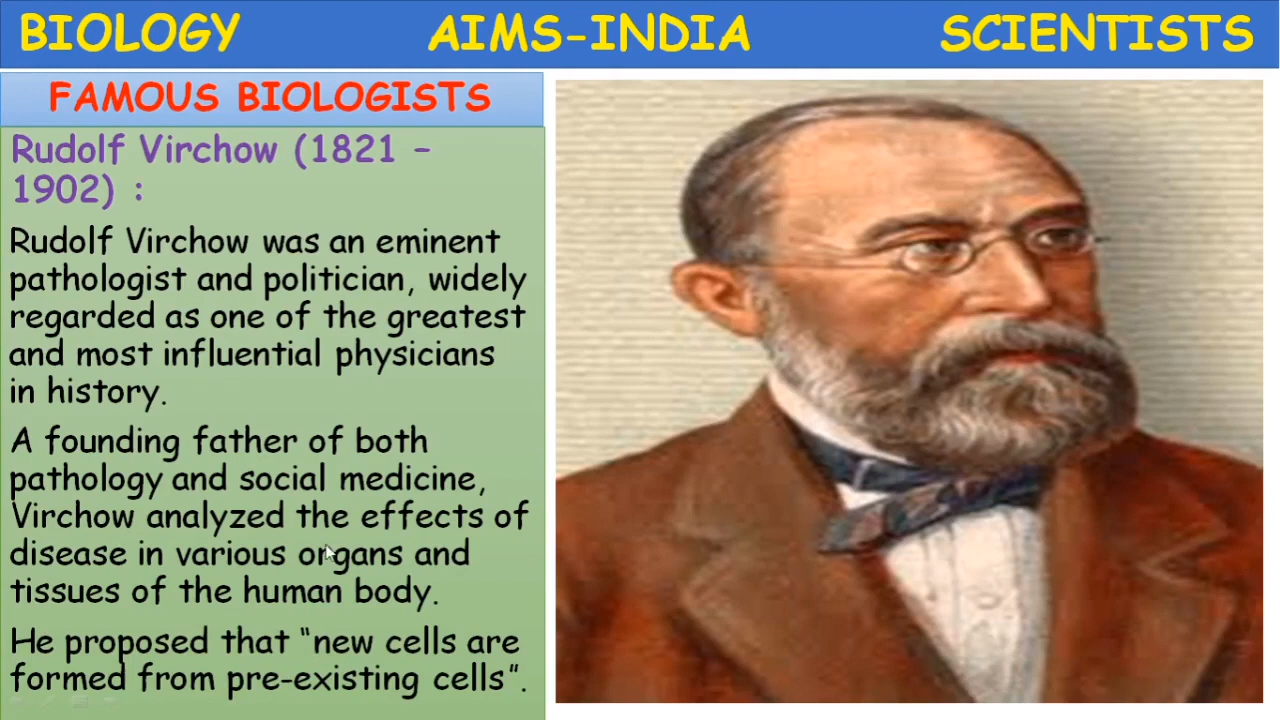 BIOLOGY AIMS-INDIA SCIENTISTS
FAMOUS BIOLOGISTS
Rudolf Virchow (1821 –
1902) :
Rudolf Virchow was an eminent
pathologist and politician, widely
regarded as one of the greatest
and most influential physicians
in history.
A founding father of both
pathology and social medicine,
Virchow analyzed the effects of
disease in various organs and
tissues of the human body.
He proposed that “new cells are
formed from pre-existing cells”.